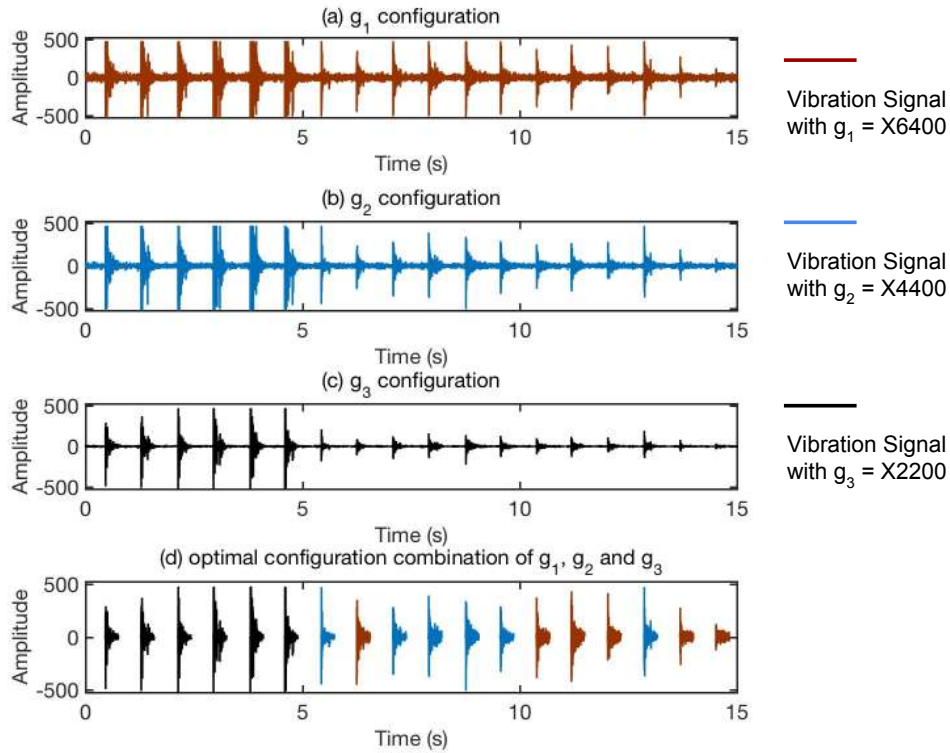 (a) g1 configuration
Amplitude
500
0
-500
0
5
10
15
Time (s)
Vibration Signal
with g1 = X6400
(b) g2 configuration
Amplitude
500
0
-500
0
5
10
15
Time (s)
Vibration Signal
with g2 = X4400
(c) g3 configuration
Amplitude
500
0
-500
0
5
10
15
Time (s)
Vibration Signal
with g3 = X2200
(d) optimal configuration combination of g1, g2 and g3
Amplitude
500
0
-500
0
5
10
15
Time (s)